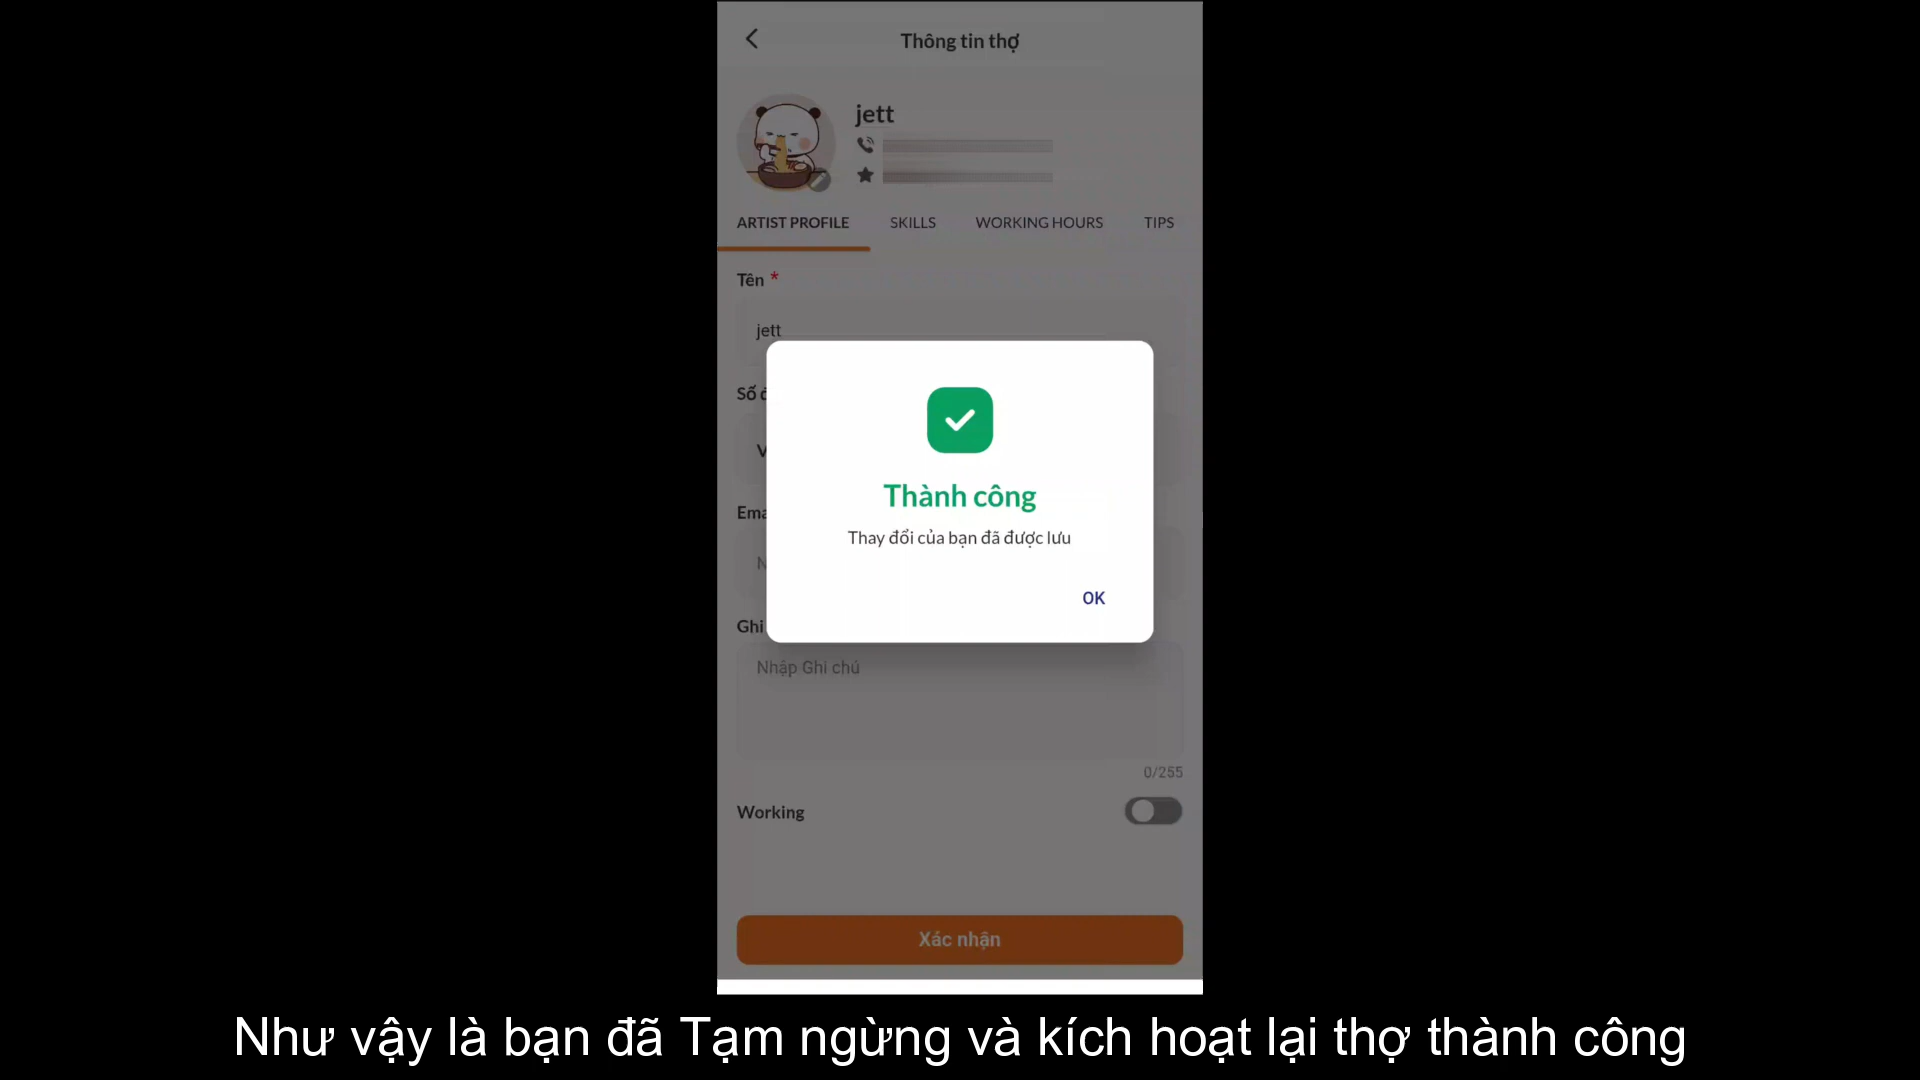 Thông tin thợ
jett
ARTIST PROFILE SKILLS WORKING HOURS TIPS
Tên *
jett
Số
Thành công
Thay đổi của bạn đã được lưu
OK
Ghi
Nhập Ghi chú
0/255
Working
Xác nhận
Như vậy là bạn đã Tạm ngừng và kích hoạt lại thợ thành công